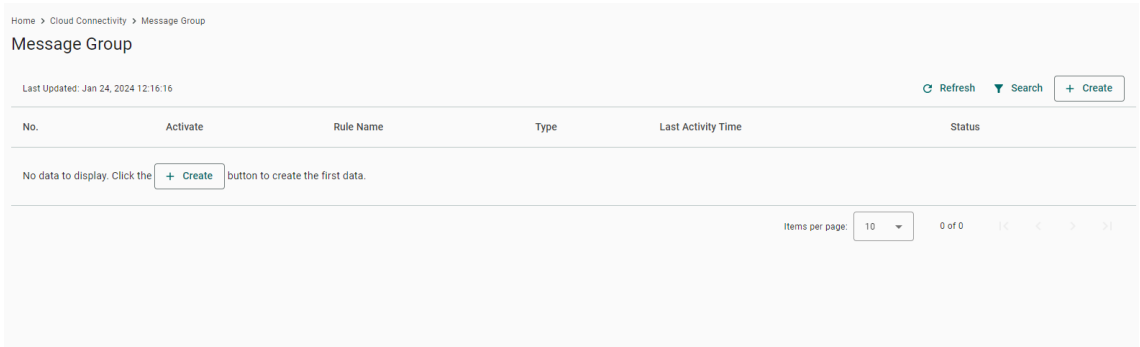 Home > Cloud Connectivity > Message Group
Message Group
Last Updated: Jan 24, 2024 12:16:16 Refresh Search + Create
No. Activate Rule Name Type Last Activity Time Status
No data to display. Click the + Create button to create the first data.
Items per page: 10 0 of 0